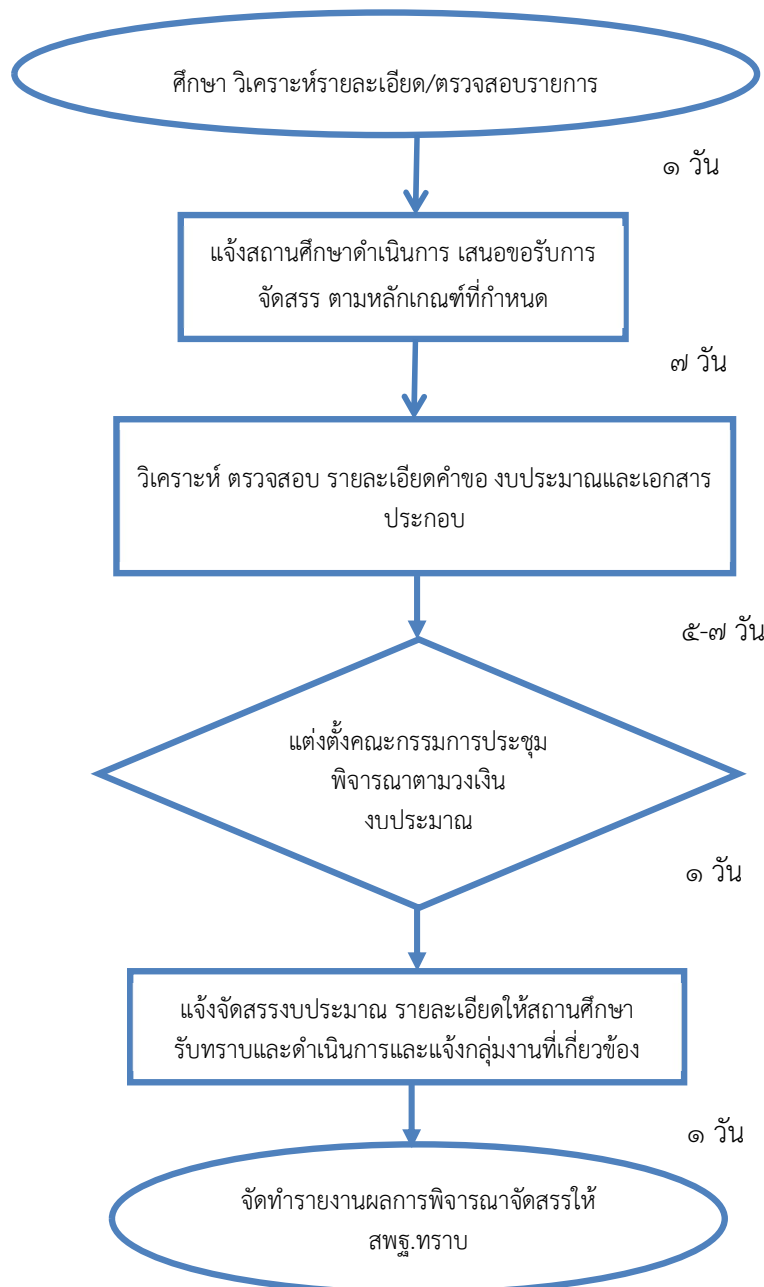 ศึกษา วิเคราะห์รายละเอียด/ตรวจสอบรายการ
๑ วัน
แจ้งสถานศึกษาดำเนินการ เสนอขอรับการ
จัดสรร ตามหลักเกณฑ์ที่กำหนด
๗ วัน
วิเคราะห์ ตรวจสอบ รายละเอียดคำขอ งบประมาณและเอกสาร
ประกอบ
๕-๗ วัน
แต่งตั้งคณะกรรมการประชุม
พิจารณาตามวงเงิน
งบประมาณ
๑ วัน
แจ้งจัดสรรงบประมาณ รายละเอียดให้สถานศึกษา
รับทราบและดำเนินการและแจ้งกลุ่มงานที่เกี่ยวข้อง
๑ วัน
จัดทำรายงานผลการพิจารณาจัดสรรให้
สพฐ.ทราบ